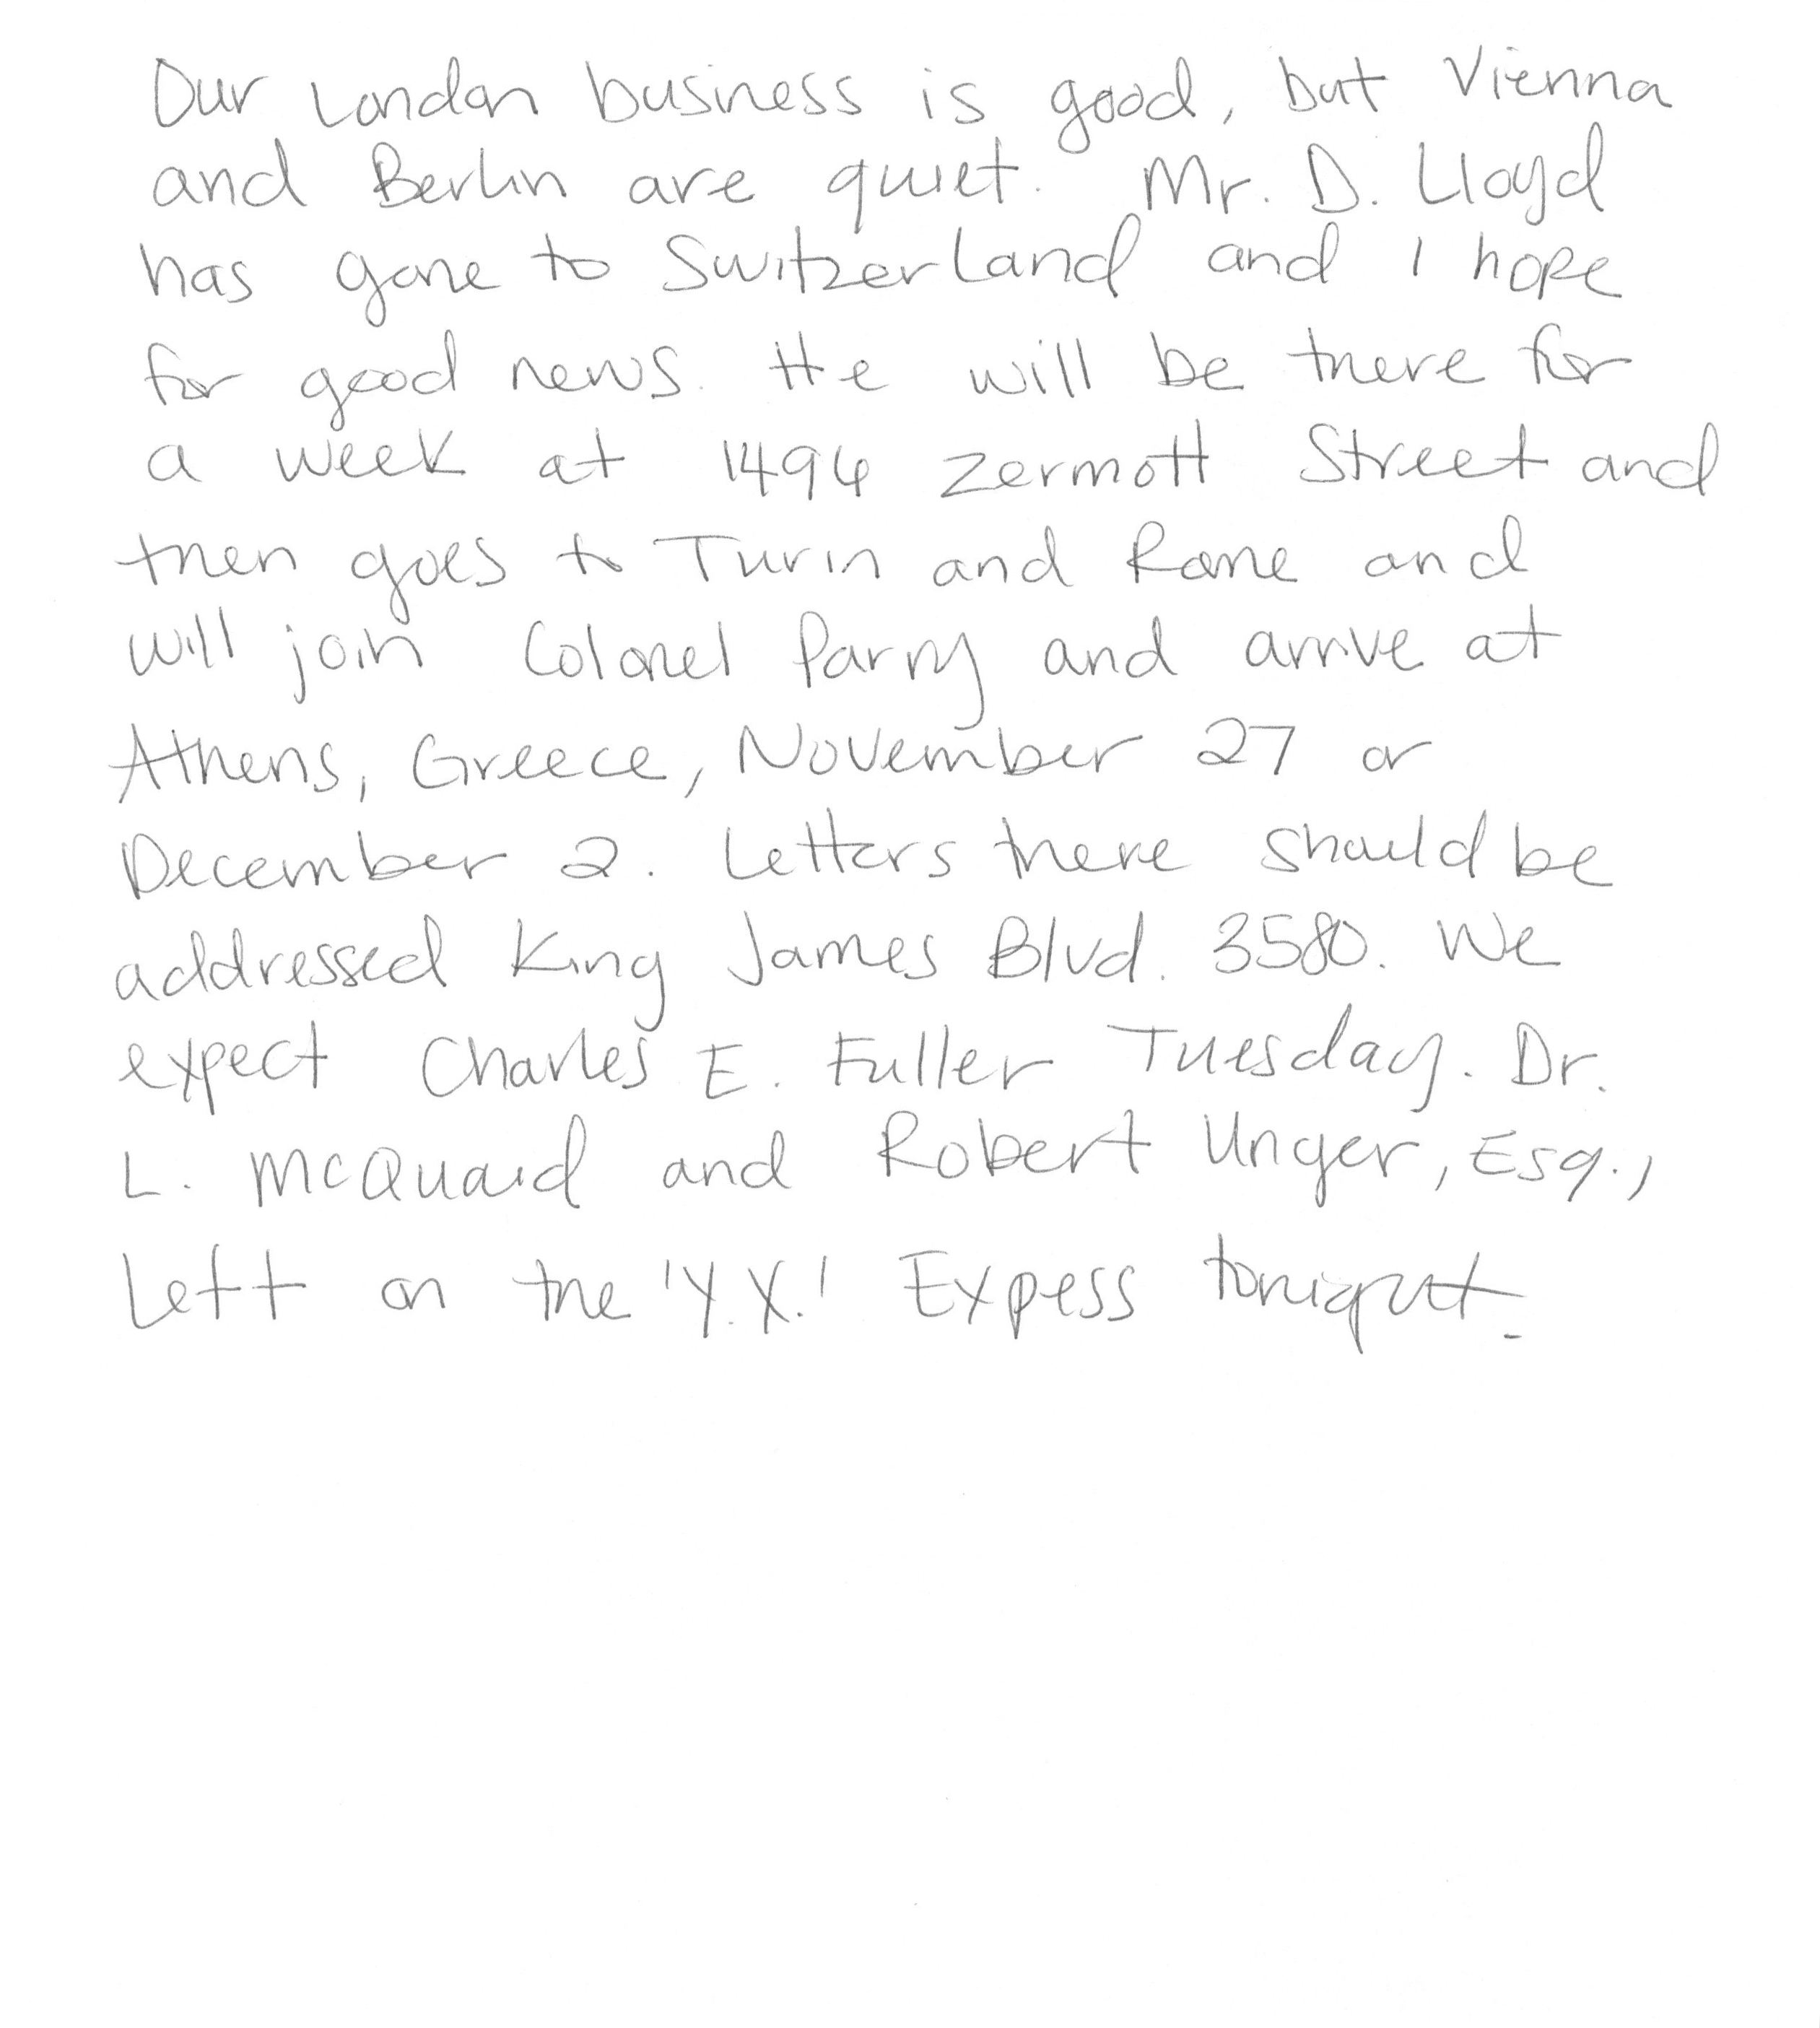 Our London business is good, but Vienna
and Berlin are quiet. Mr. D. Lloyd
has gone to Switzerland and I hope
for good news. He will be there for
a week at 1496 Zermott Street and
then goes to Turin and Rome and
will join Colonel Parry and arrive at
Athens, Greece, November 27 or
December 2. Letters there should be
addressed King James Blvd. 3580. We
expect Charles E. Fuller Tuesday. Dr.
L. McQuaid and Robert Unger, Esq.,
left on the 'Y.X.' Expess tonight.